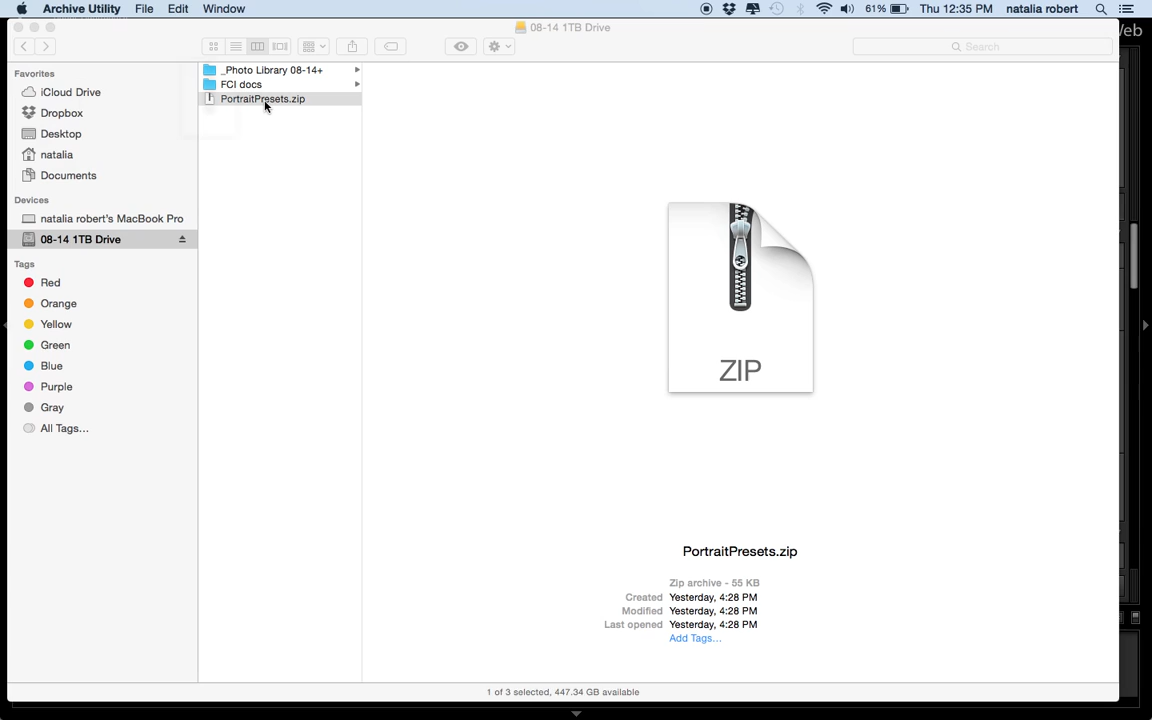 Archive Utility File Edit Window 61% Thu 12:35 PM natalia robert
08-14 1TB Drive
Search
Favorites
iCloud Drive
Dropbox
Desktop
natalia
Documents
Devices
natalia robert's MacBook Pro
08-14 1TB Drive
Tags
Red
Orange
Yellow
Green
Blue
Purple
Gray
All Tags...
_Photo Library 08-14+
FCI docs
PortraitPresets.zip
ZIP
PortraitPresets.zip
Zip archive - 55 KB
Created Yesterday, 4:28 PM
Modified Yesterday, 4:28 PM
Last opened Yesterday, 4:28 PM
Add Tags...
1 of 3 selected, 447.34 GB available